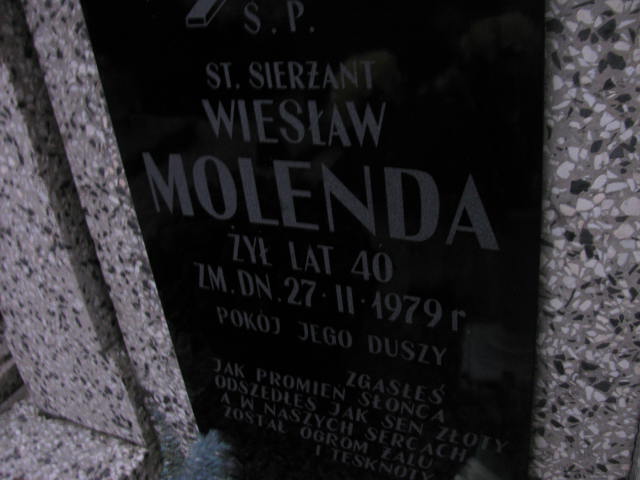 Ś.P.
ST. SIERŻANT
WIESŁAW
MOLENDA
ŻYŁ LAT 40
ZM. DN. 27·II·1979 r.
POKÓJ JEGO DUSZY
ZGASŁEŚ
JAK PROMIEŃ SŁOŃCA
ODSZEDŁEŚ JAK SEN ZŁOTY
A W NASZYCH SERCACH
ZOSTAŁ OGROM ŻALU
I TĘSKNOTY